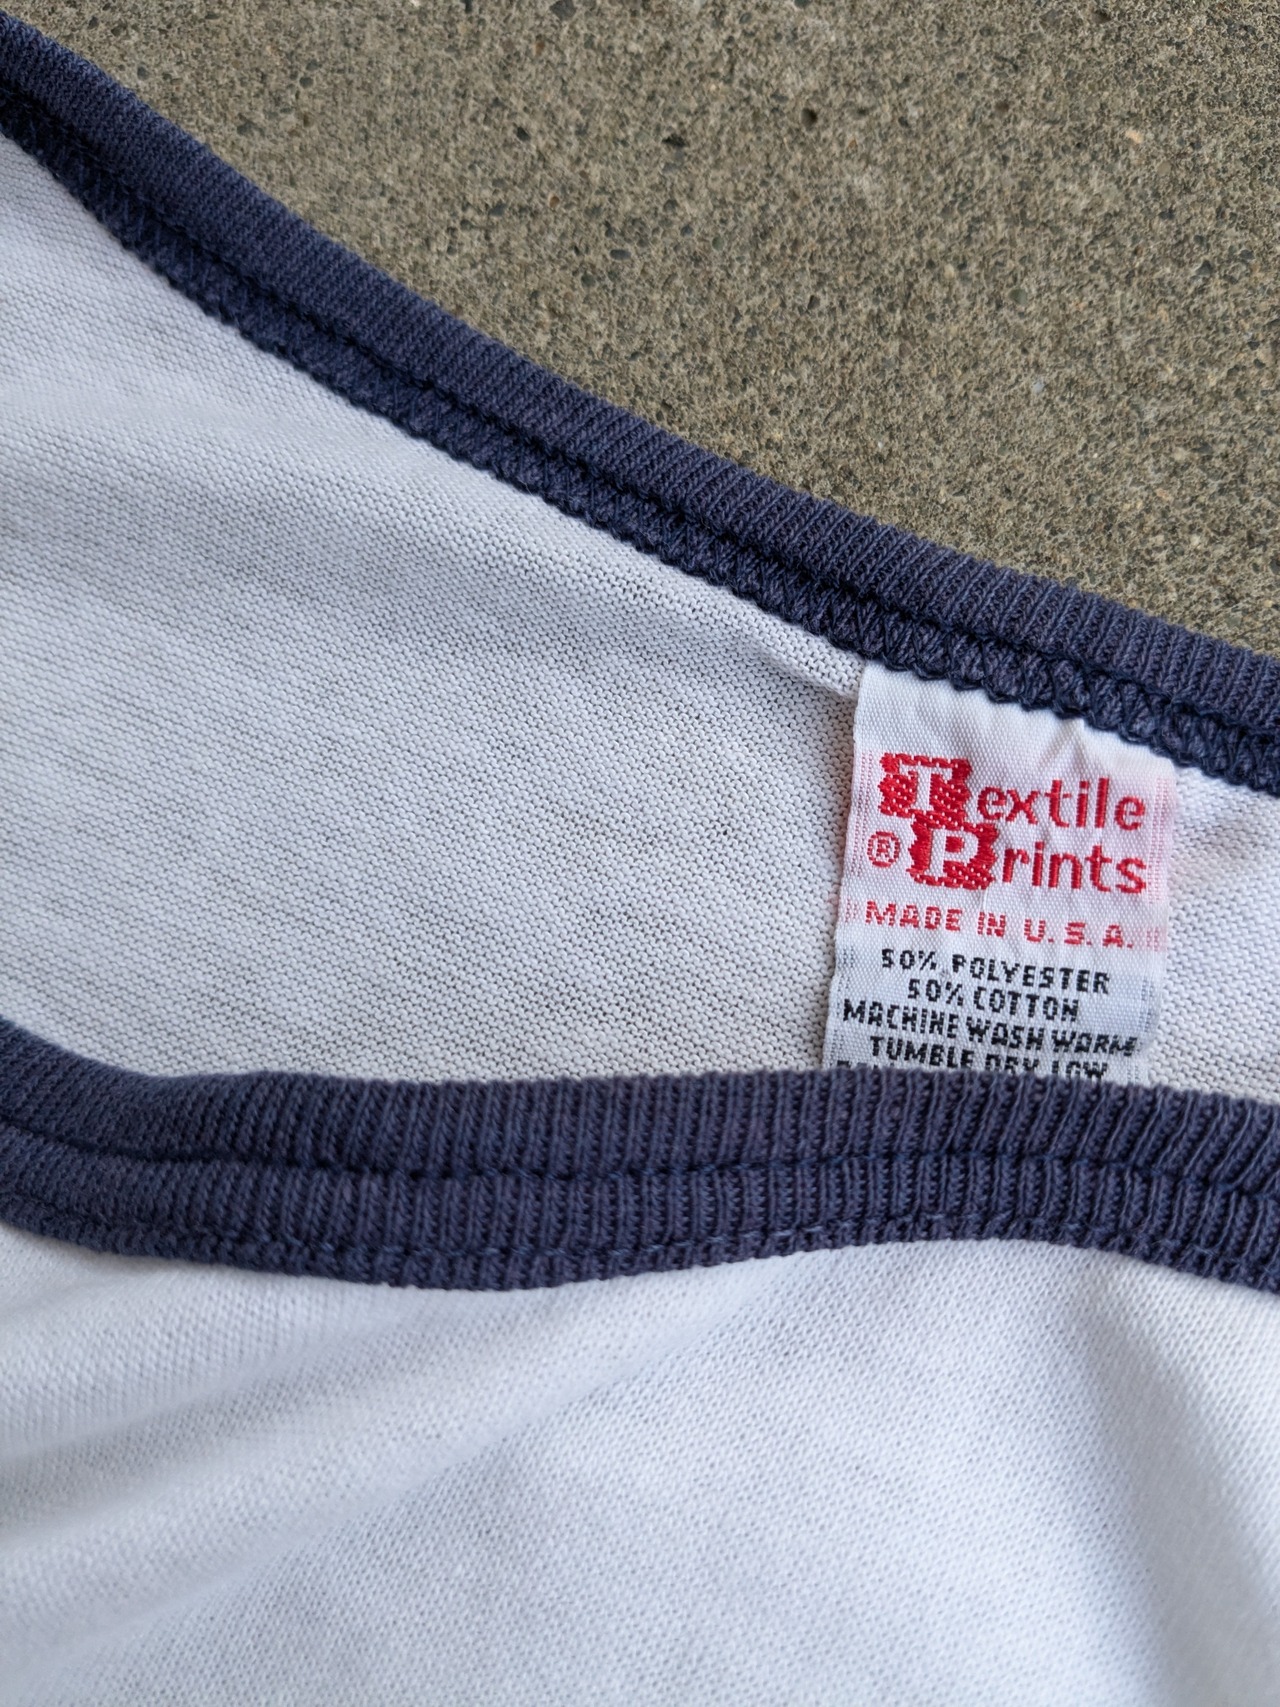 Textile
® Prints
MADE IN U.S.A.
50% POLYESTER
50% COTTON
MACHINE WASH WARM
TUMBLE DRY LOW